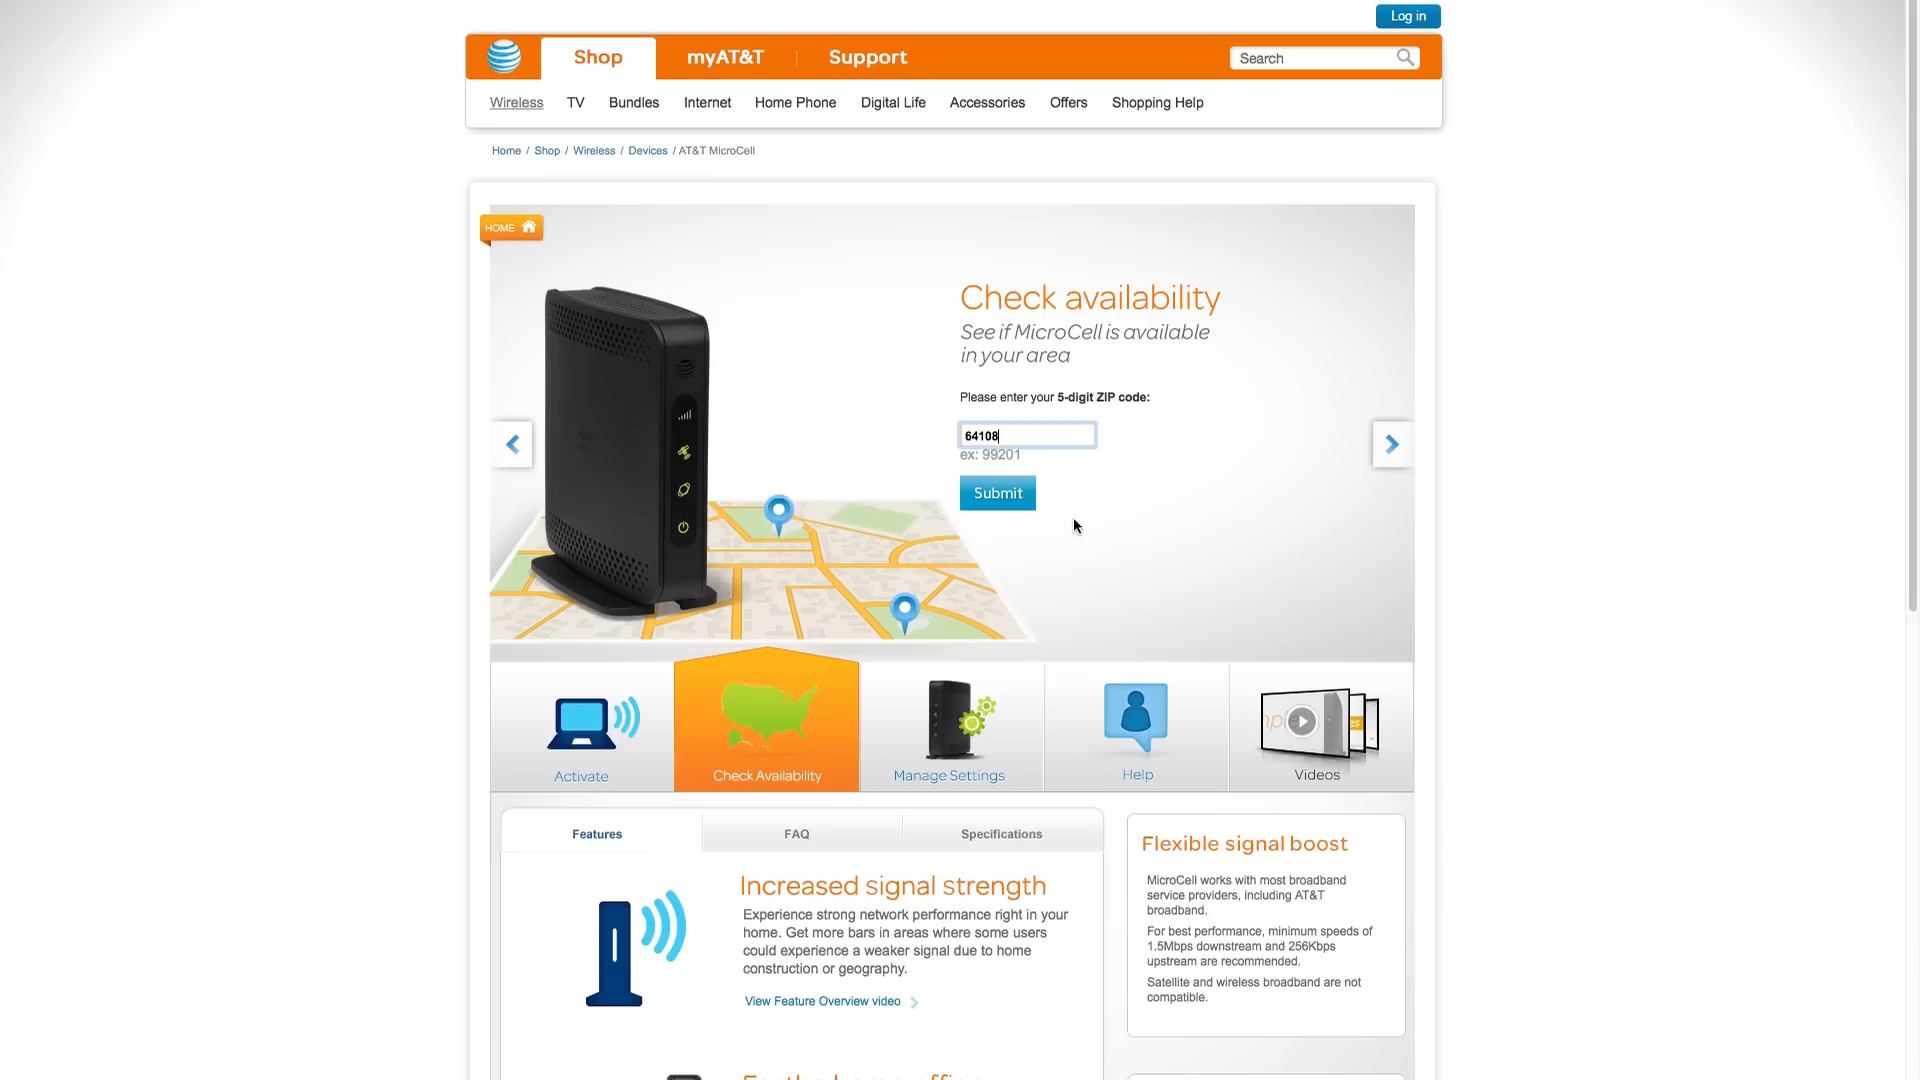 Log in
Shop
myAT&T
Support
Search
Wireless
TV
Bundles
Internet
Home Phone
Digital Life
Accessories
Offers
Shopping Help
Home / Shop / Wireless / Devices / AT&T MicroCell
HOME
Check availability
See if MicroCell is available
in your area
Please enter your 5-digit ZIP code:
64108
ex: 99201
Submit
Activate
Check Availability
Manage Settings
Help
Videos
Features
FAQ
Specifications
Increased signal strength
Experience strong network performance right in your
home. Get more bars in areas where some users
could experience a weaker signal due to home
construction or geography.
View Feature Overview video
Flexible signal boost
MicroCell works with most broadband
service providers, including AT&T
broadband.
For best performance, minimum speeds of
1.5Mbps downstream and 256Kbps
upstream are recommended.
Satellite and wireless broadband are not
compatible.